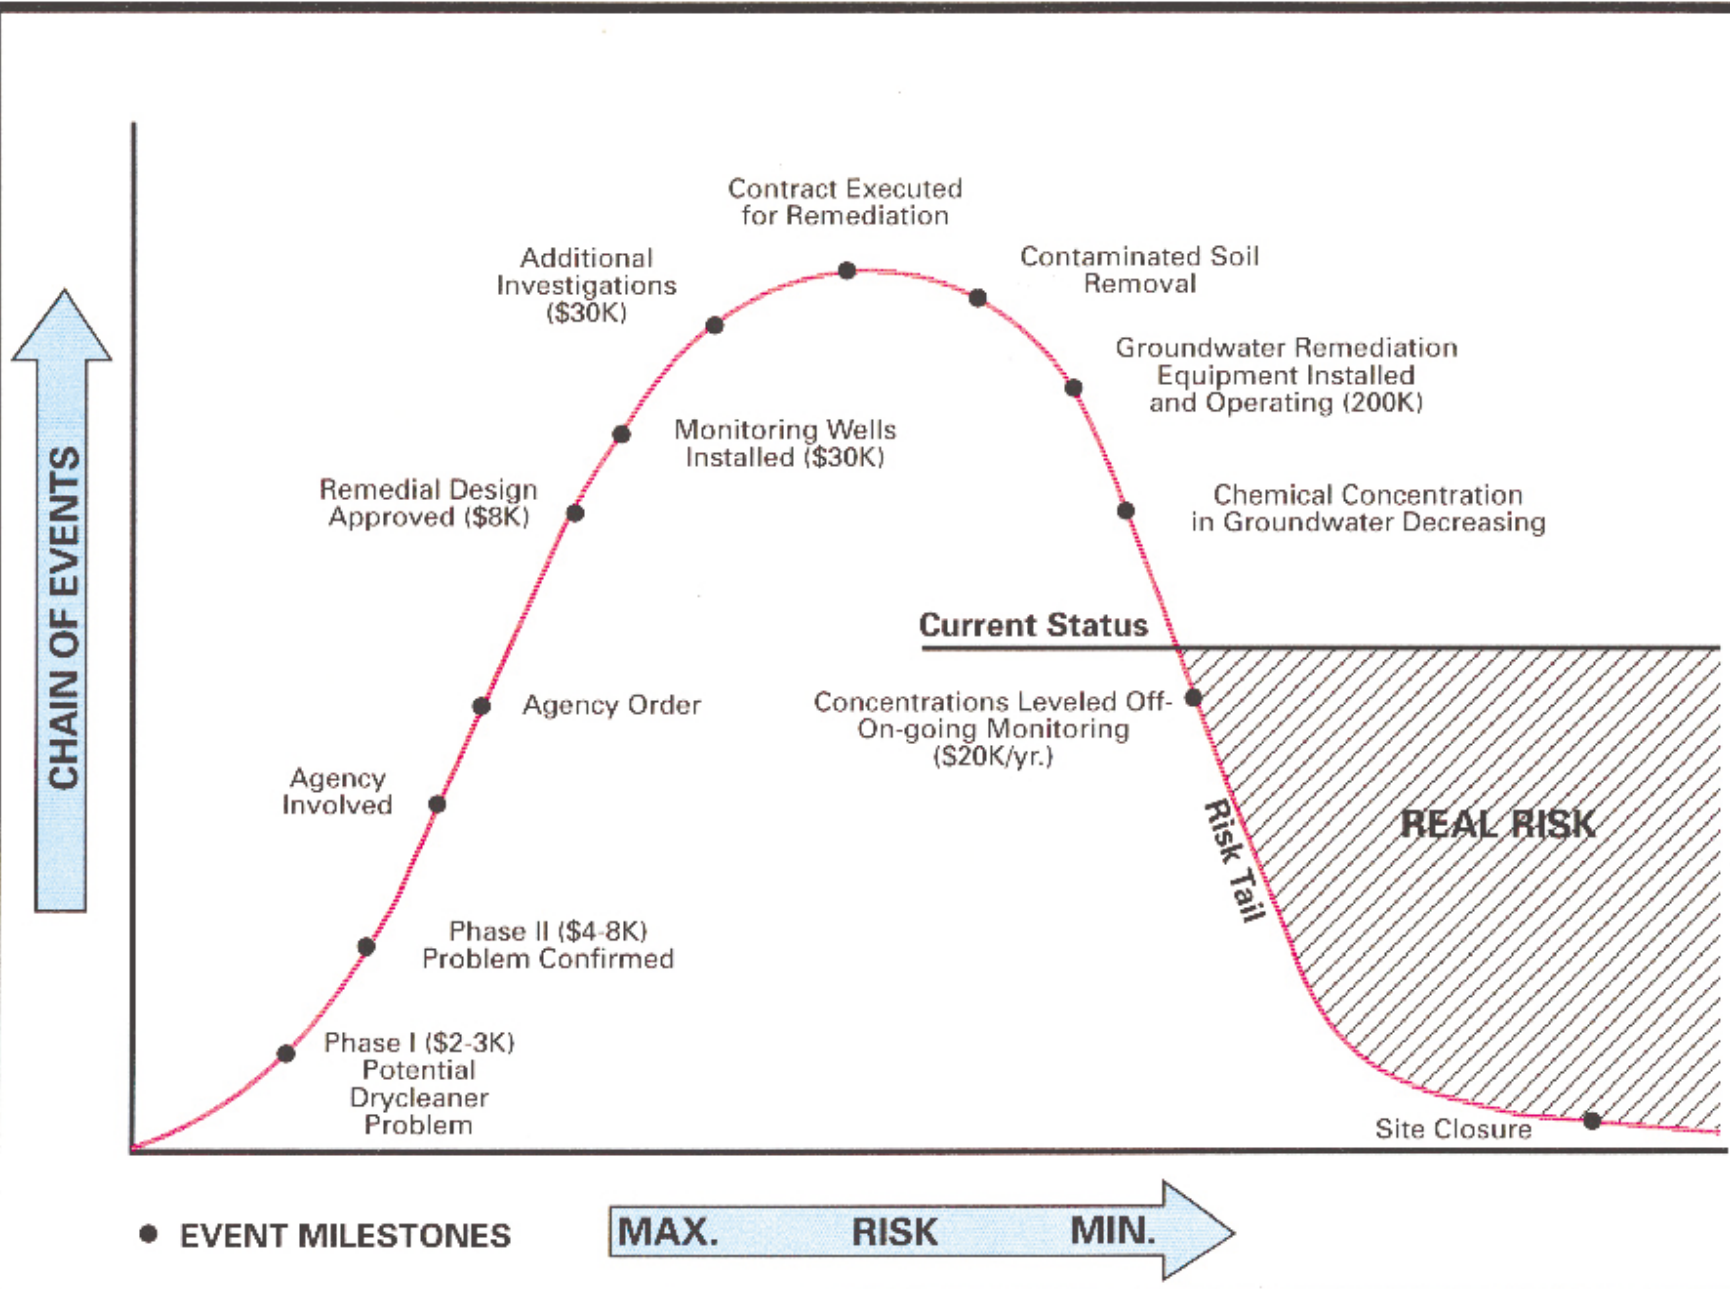 Contract Executed
for Remediation
Additional
Investigations
($30K)
Contaminated Soil
Removal
Groundwater Remediation
Equipment Installed
and Operating (200K)
Monitoring Wells
Installed ($30K)
Remedial Design
Approved ($8K)
Chemical Concentration
in Groundwater Decreasing
CHAIN OF EVENTS
Current Status
Agency Order
Concentrations Leveled Off-
On-going Monitoring
($20K/yr.)
Agency
Involved
Risk Tail
REAL RISK
Phase II ($4-8K)
Problem Confirmed
Phase I ($2-3K)
Potential
Drycleaner
Problem
Site Closure
EVENT MILESTONES
MAX. RISK MIN.